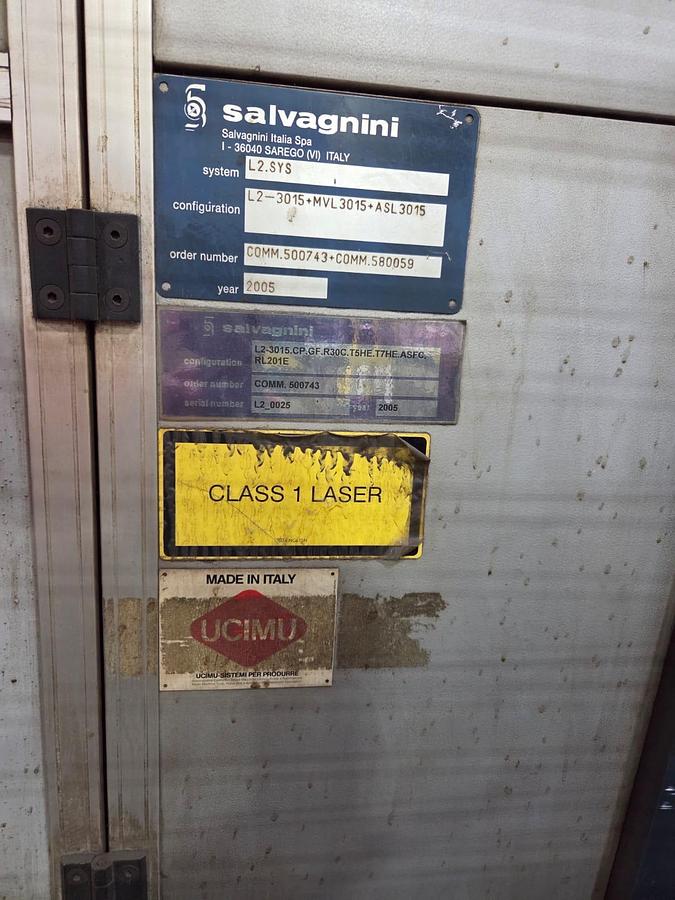 salvagnini
Salvagnini Italia Spa
I - 36040 SAREGO (VI) ITALY
system L2.SYS
configuration L2-3015+MVL3015+ASL3015
order number COMM.500743+COMM.580059
year 2005
salvagnini
configuration L2-3015.CP.GF.R30C.T5HE.T7HE.ASFC.
RL201E
order number COMM. 500743
serial number L2_0025 year 2005
CLASS 1 LASER
MADE IN ITALY
UCIMU
UCIMU-SISTEMI PER PRODURRE